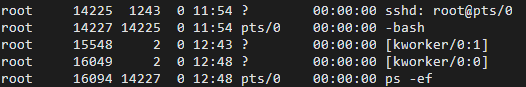 root     14225  1243  0 11:54 ?        00:00:00 sshd: root@pts/0
root     14227 14225  0 11:54 pts/0    00:00:00 -bash
root     15548     2  0 12:43 ?        00:00:00 [kworker/0:1]
root     16049     2  0 12:48 ?        00:00:00 [kworker/0:0]
root     16094 14227  0 12:48 pts/0    00:00:00 ps -ef